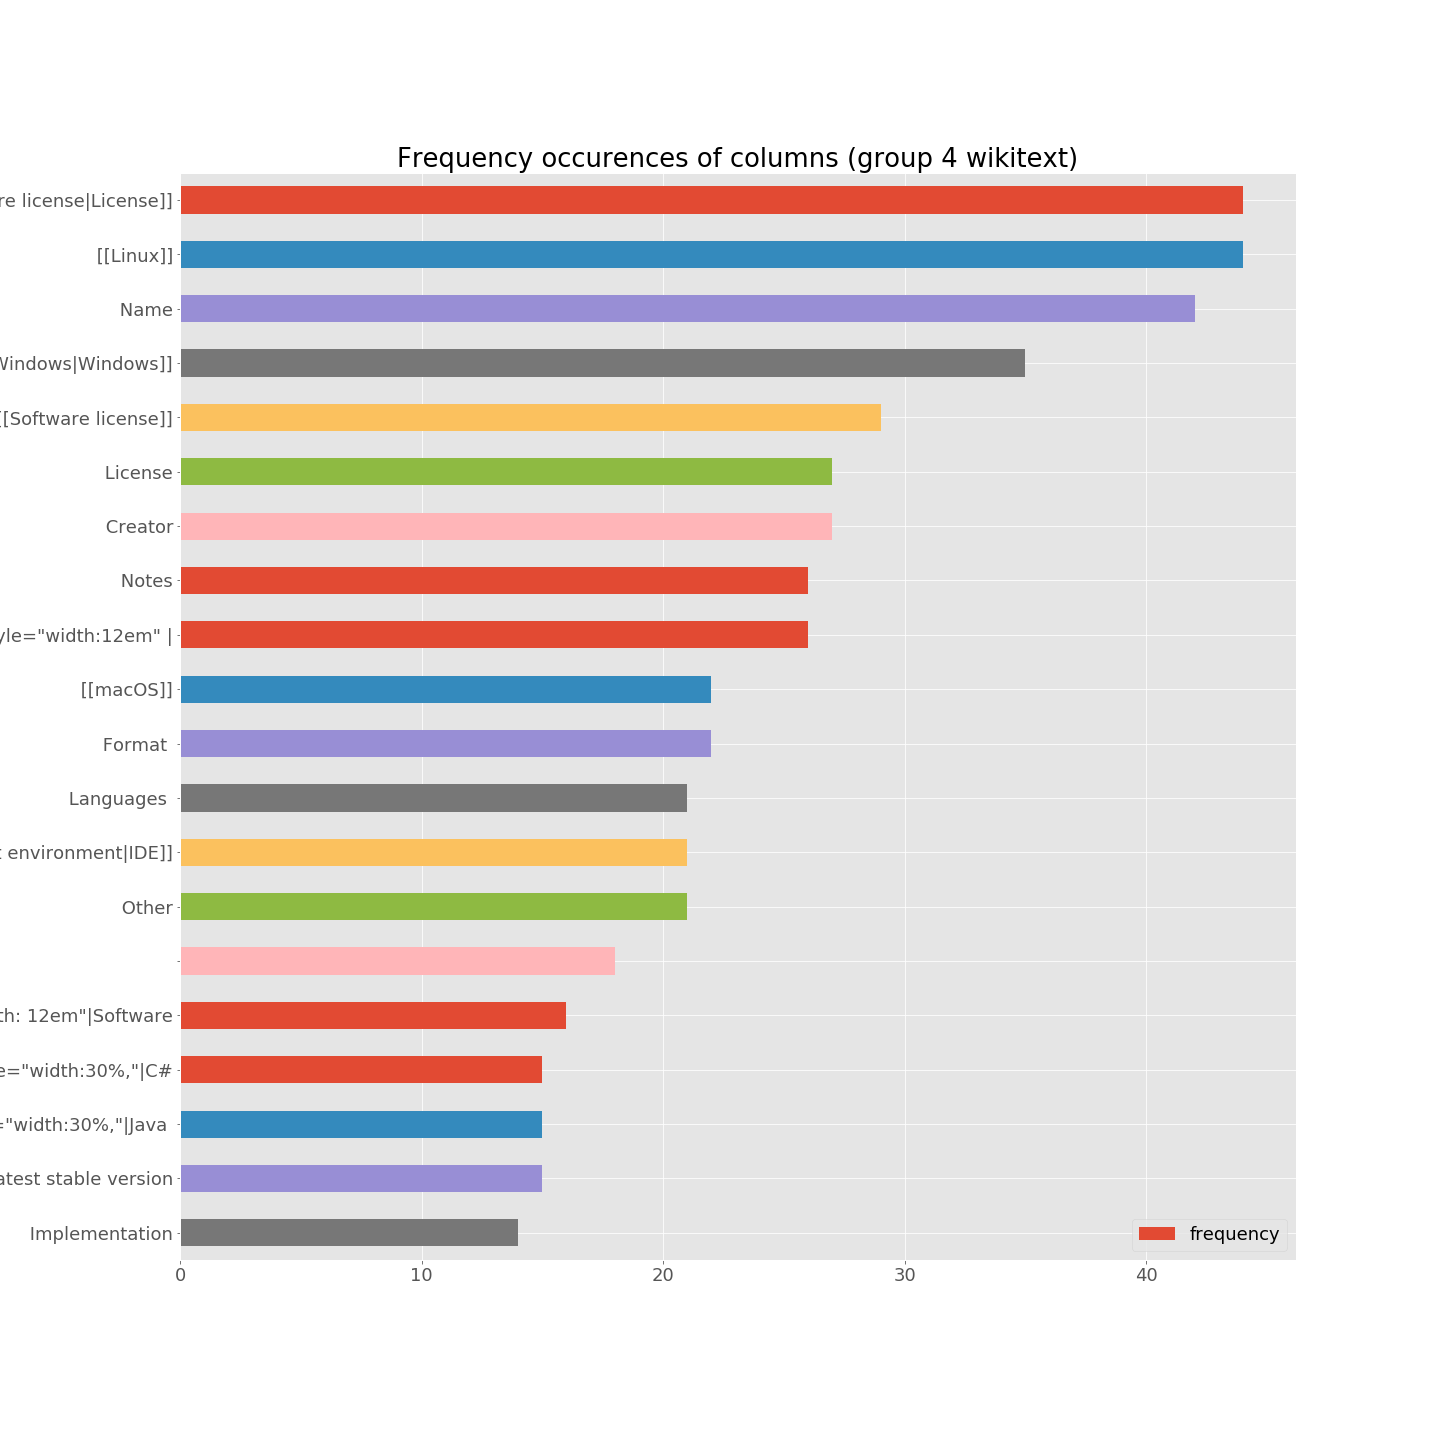 Frequency occurences of columns (group 4 wikitext)
re license|License]]
[[Linux]]
Name
Windows|Windows]]
[[Software license]]
License
Creator
Notes
yle="width:12em" |
[[macOS]]
Format
Languages
environment|IDE]]
Other
th: 12em"|Software
e="width:30%,"|C#
="width:30%,"|Java
atest stable version
Implementation
frequency
0 10 20 30 40